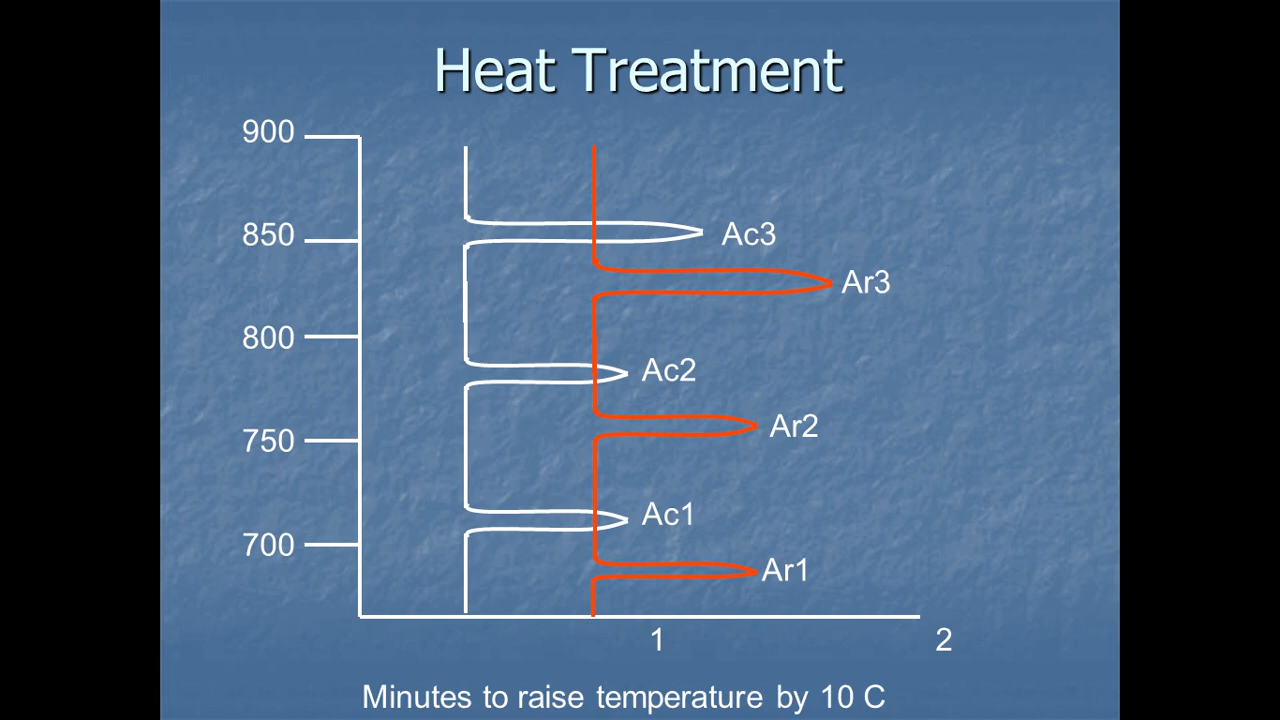 Heat Treatment
900
850
Ac3
Ar3
800
Ac2
Ar2
750
Ac1
700
Ar1
1
2
Minutes to raise temperature by 10 C